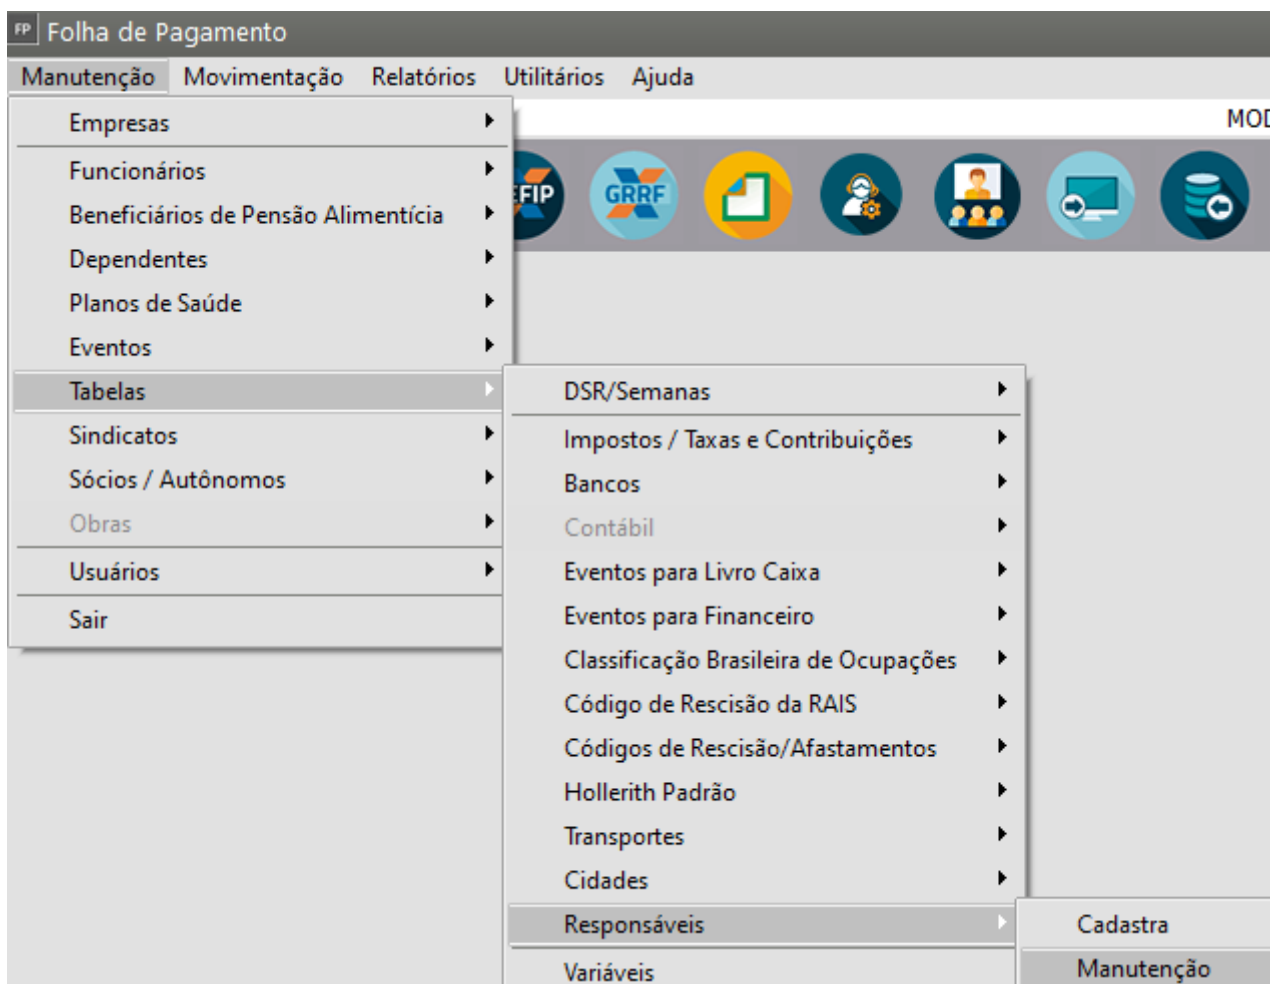 FP Folha de Pagamento
Manutenção Movimentação Relatórios Utilitários Ajuda
Empresas
Funcionários
Beneficiários de Pensão Alimentícia
Dependentes
Planos de Saúde
Eventos
Tabelas
Sindicatos
Sócios / Autônomos
Obras
Usuários
Sair
GRRF
DSR/Semanas
Impostos / Taxas e Contribuições
Bancos
Contábil
Eventos para Livro Caixa
Eventos para Financeiro
Classificação Brasileira de Ocupações
Código de Rescisão da RAIS
Códigos de Rescisão/Afastamentos
Hollerith Padrão
Transportes
Cidades
Responsáveis
Variáveis
Cadastra
Manutenção